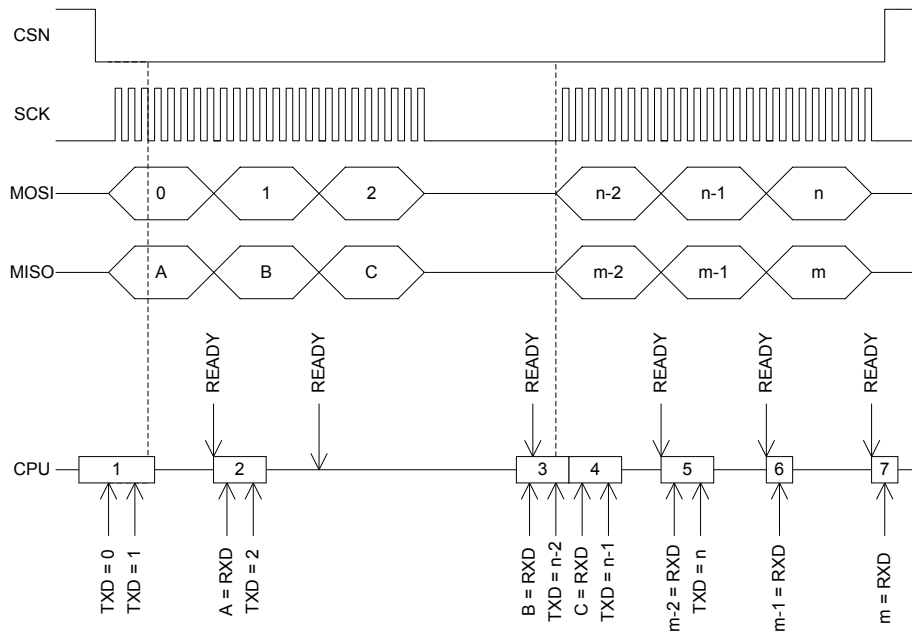 CSN
SCK
MOSI
0
1
2
n-2
n-1
n
MISO
A
B
C
m-2
m-1
m
READY
READY
READY
READY
READY
READY
CPU
1
2
3
4
5
6
7
TXD = 0
TXD = 1
A = RXD
TXD = 2
B = RXD
TXD = n-2
C = RXD
TXD = n-1
m-2 = RXD
TXD = n
m-1 = RXD
m = RXD